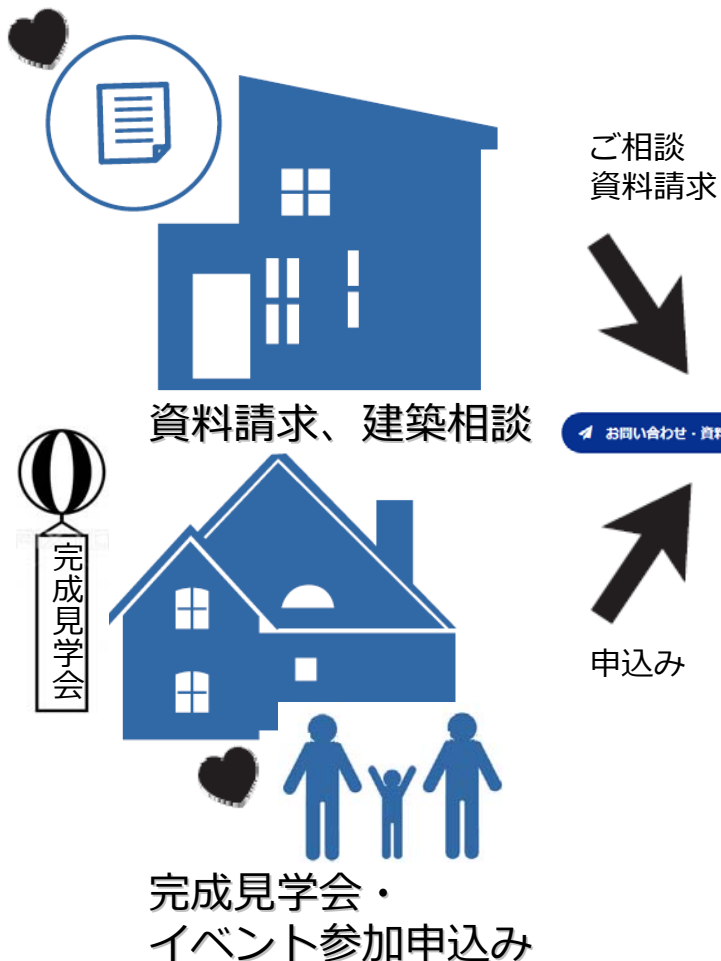 ご相談
資料請求
資料請求、建築相談
お問い合わせ・資料
完成見学会
申込み
完成見学会・
イベント参加申込み